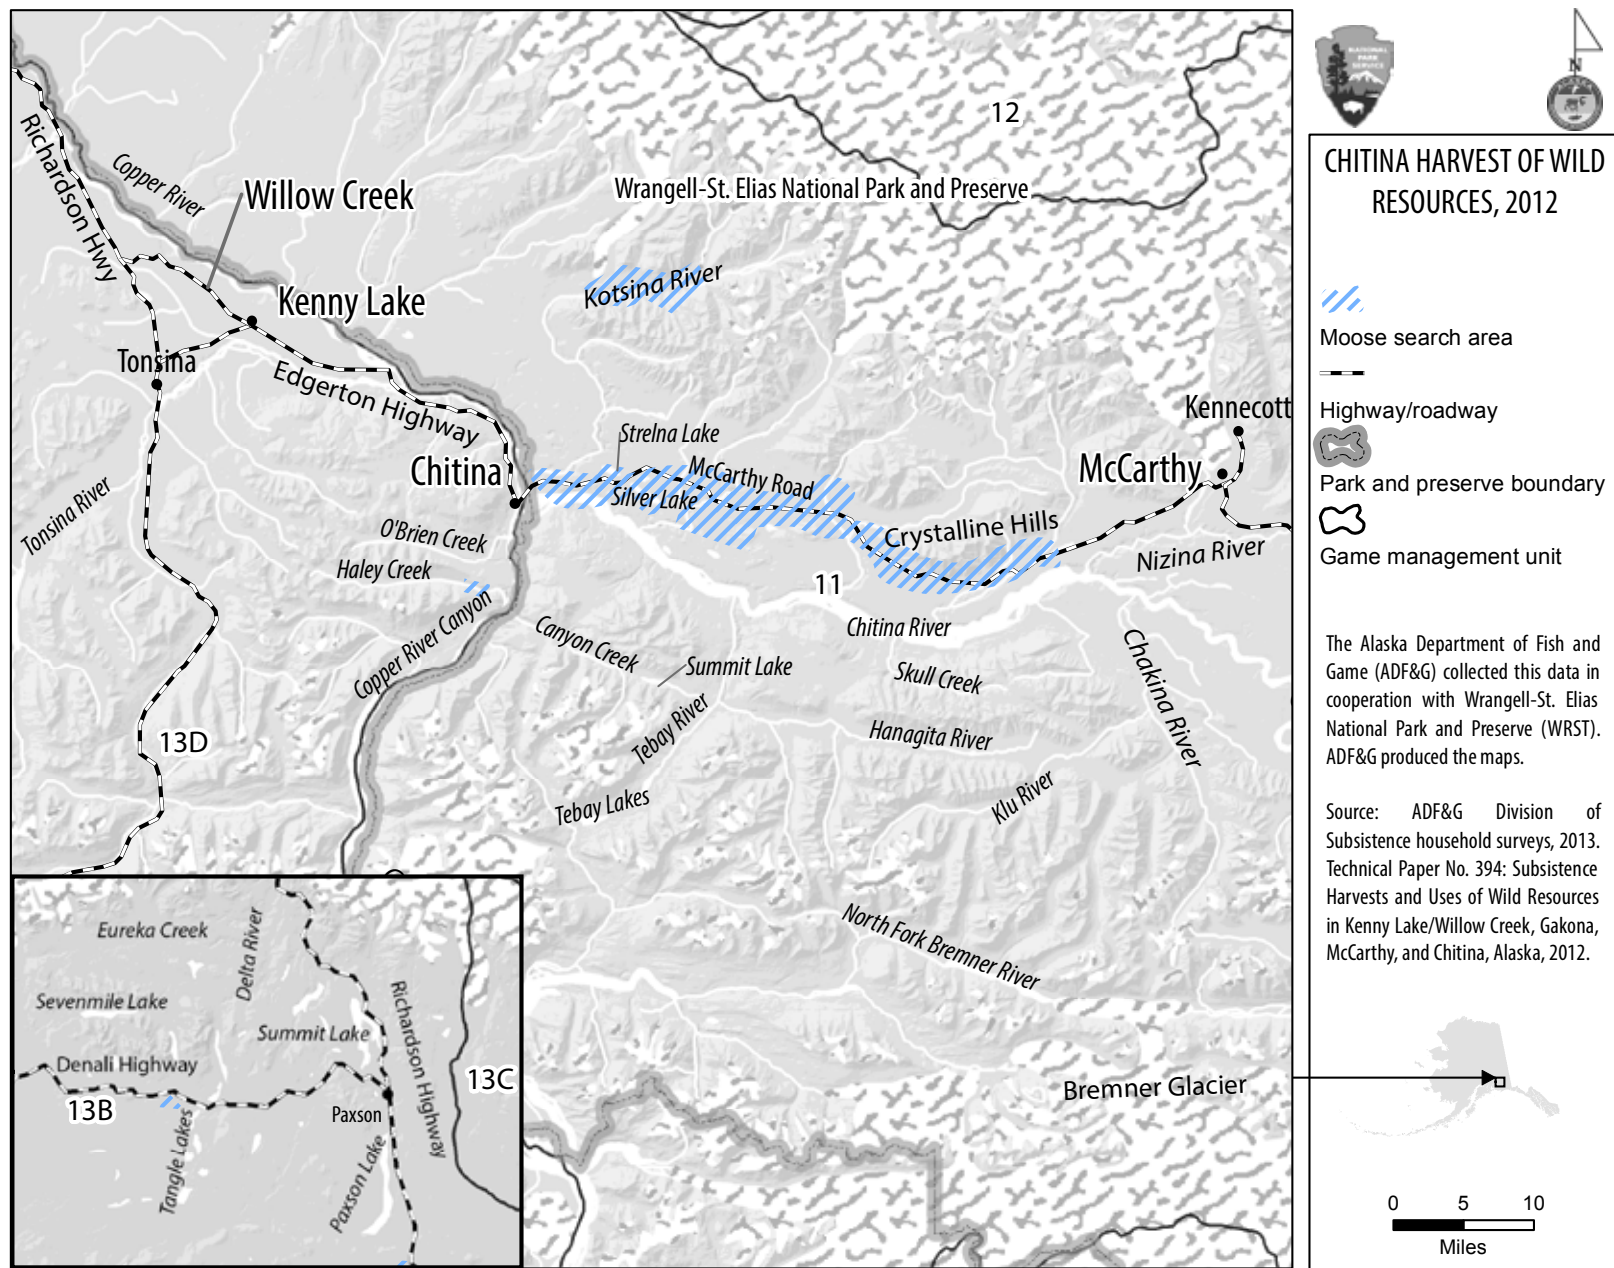 12
Wrangell-St. Elias National Park and Preserve
Richardson Hwy
Copper River
Willow Creek
Kotsina River
Kenny Lake
Tonsina
Edgerton Highway
Kennecott
Strelna Lake
Chitina
McCarthy Road
McCarthy
Silver Lake
Tonsina River
O'Brien Creek
Crystalline Hills
Nizina River
Haley Creek
11
Copper River Canyon
Canyon Creek
Chitina River
Summit Lake
Skull Creek
Chakina River
13D
Tebay River
Hanagita River
Tebay Lakes
Klu River
North Fork Bremner River
Bremner Glacier
Eureka Creek
Delta River
Sevenmile Lake
Summit Lake
Richardson Highway
Denali Highway
13C
13B
Paxson
Tangle Lakes
Paxson Lake
NATIONAL
PARK
SERVICE
N
CHITINA HARVEST OF WILD
RESOURCES, 2012
Moose search area
Highway/roadway
Park and preserve boundary
Game management unit
The Alaska Department of Fish and
Game (ADF&G) collected this data in
cooperation with Wrangell-St. Elias
National Park and Preserve (WRST).
ADF&G produced the maps.
Source: ADF&G Division of
Subsistence household surveys, 2013.
Technical Paper No. 394: Subsistence
Harvests and Uses of Wild Resources
in Kenny Lake/Willow Creek, Gakona,
McCarthy, and Chitina, Alaska, 2012.
0 5 10
Miles